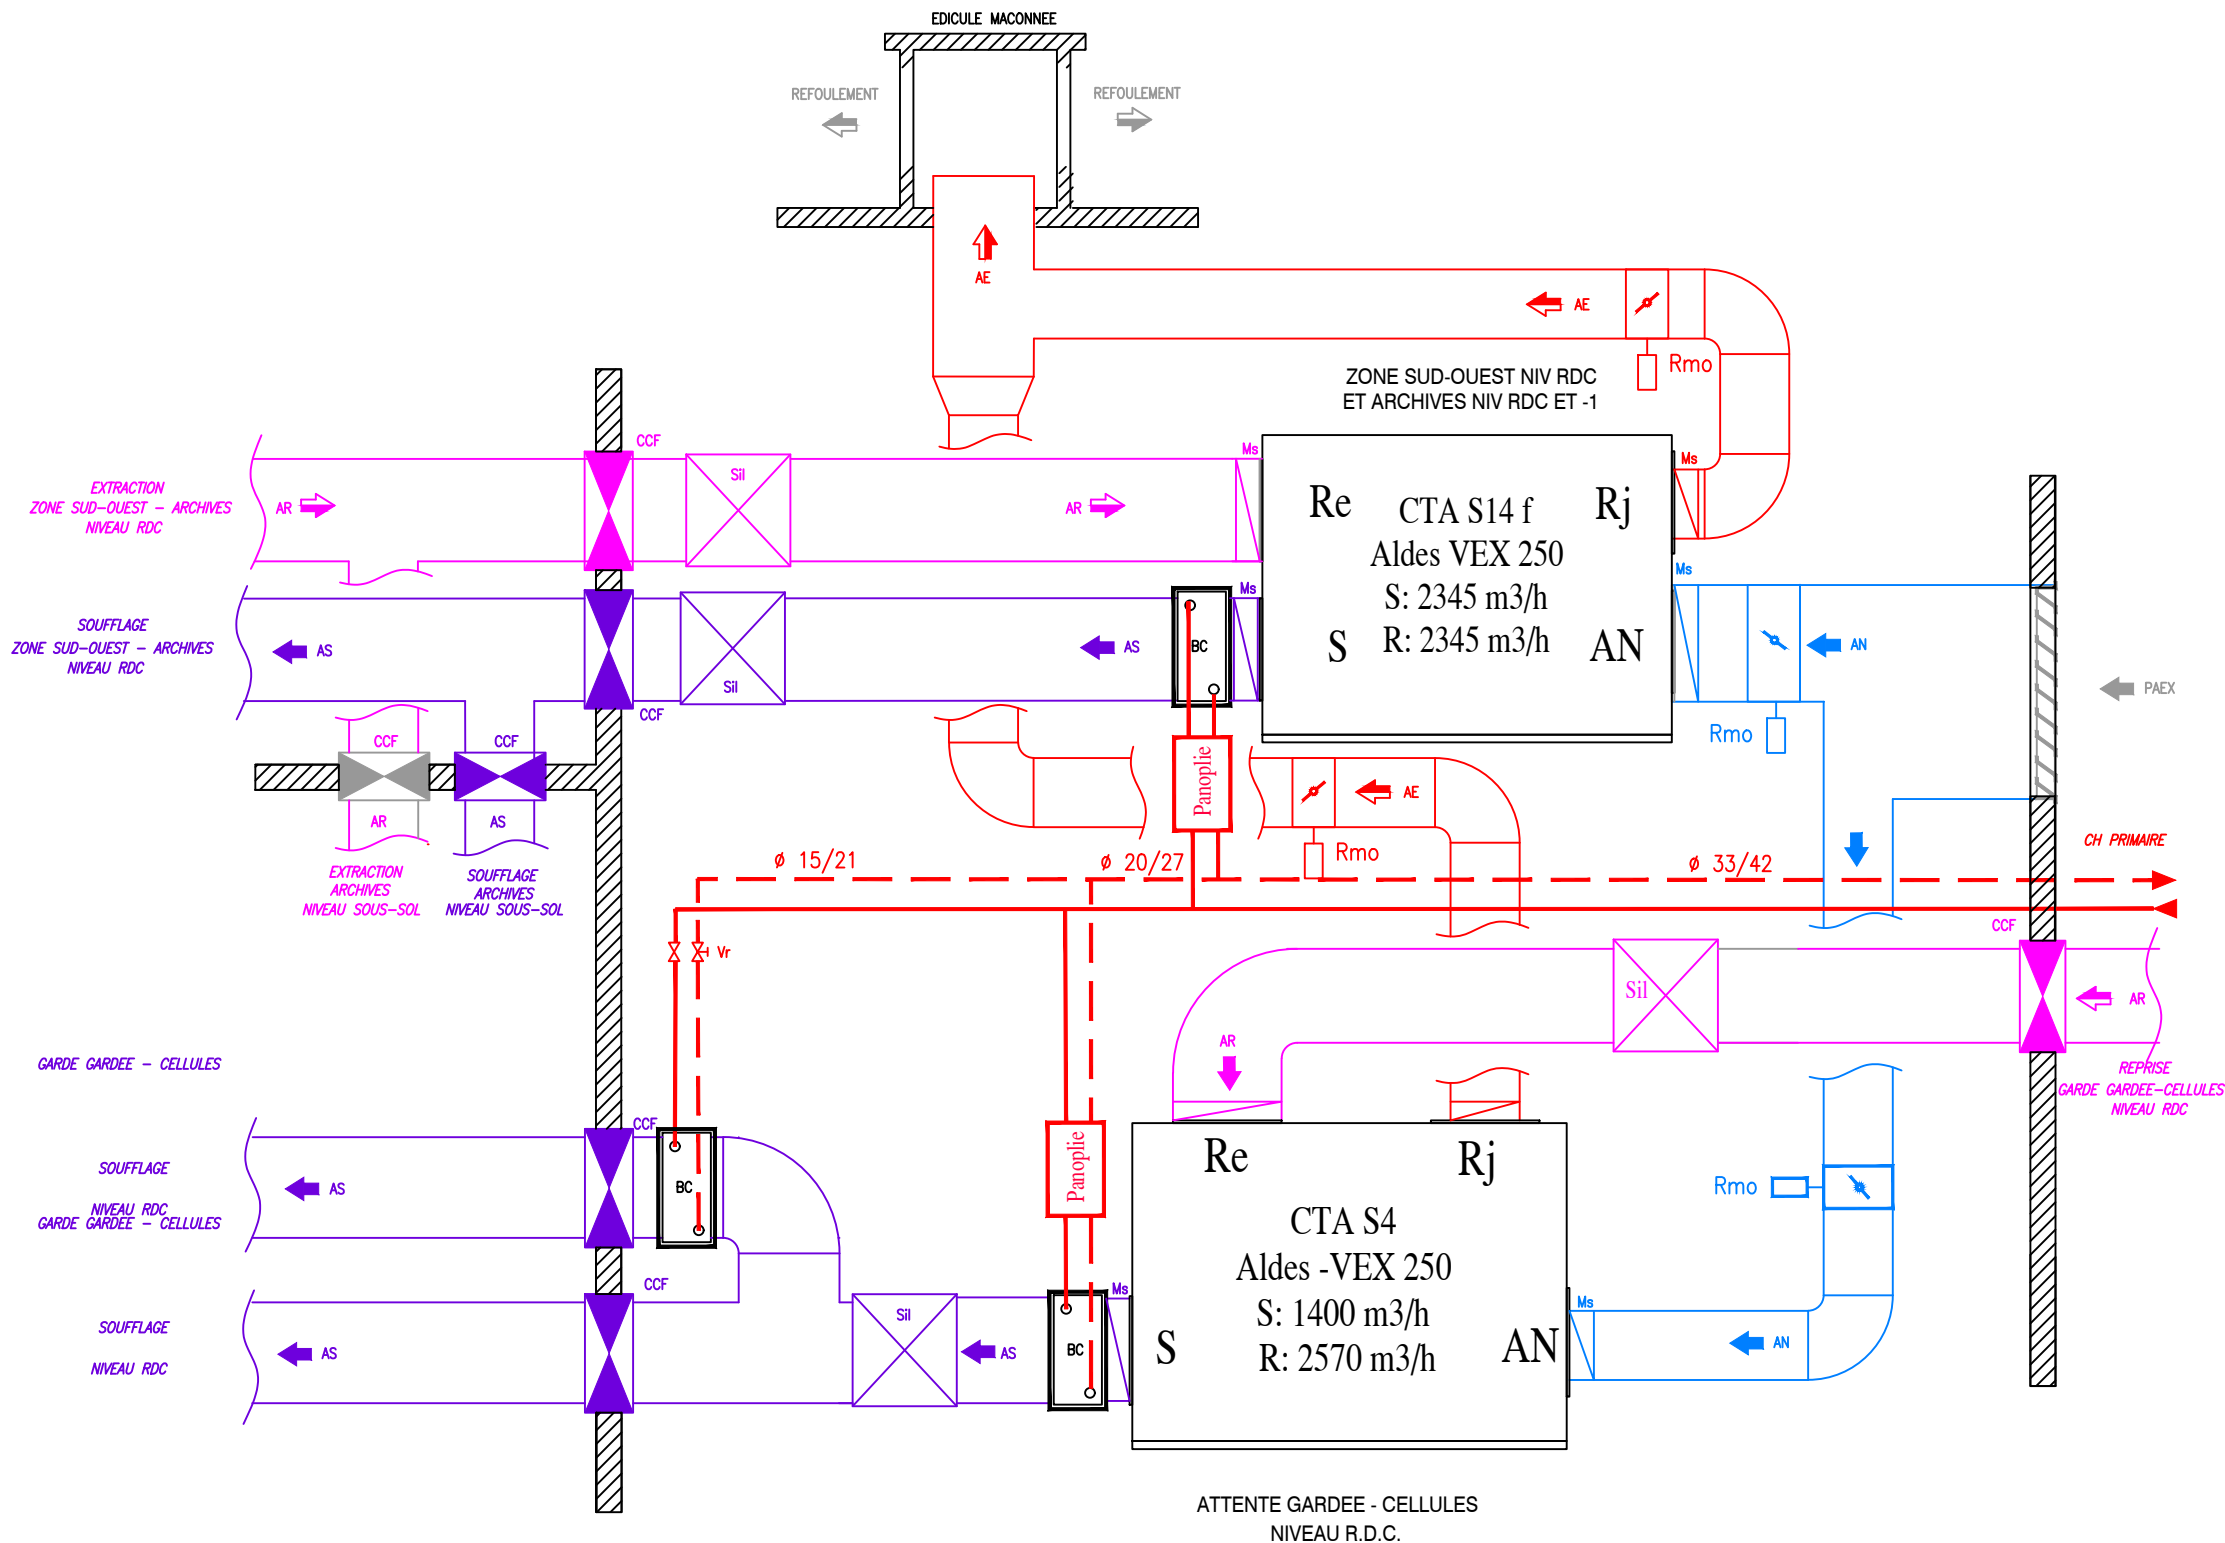 EDICULE MACONNEE
REFOULEMENT
REFOULEMENT
AE
AE
Rmo
ZONE SUD-OUEST NIV RDC
ET ARCHIVES NIV RDC ET -1
CCF
Sil
Ms
Ms
EXTRACTION
ZONE SUD-OUEST - ARCHIVES
NIVEAU RDC
AR
AR
Re
Rj
CTA S14 f
Aldes VEX 250
S: 2345 m3/h
R: 2345 m3/h
S
AN
Ms
Ms
SOUFFLAGE
ZONE SUD-OUEST - ARCHIVES
NIVEAU RDC
AS
Sil
CCF
AS
BC
AN
Rmo
PAEX
CCF
CCF
AR
AS
EXTRACTION
ARCHIVES
NIVEAU SOUS-SOL
SOUFFLAGE
ARCHIVES
NIVEAU SOUS-SOL
Panoplie
AE
Rmo
ø 15/21
ø 20/27
ø 33/42
CH PRIMAIRE
CCF
Vr
Sil
AR
AR
REPRISE
GARDE GARDEE-CELLULES
NIVEAU RDC
GARDE GARDEE - CELLULES
CCF
SOUFFLAGE
AS
NIVEAU RDC
GARDE GARDEE - CELLULES
BC
Panoplie
Re
Rj
CTA S4
Aldes -VEX 250
S: 1400 m3/h
R: 2570 m3/h
S
AN
Rmo
CCF
Sil
Ms
Ms
SOUFFLAGE
AS
NIVEAU RDC
AS
BC
AN
ATTENTE GARDEE - CELLULES
NIVEAU R.D.C.